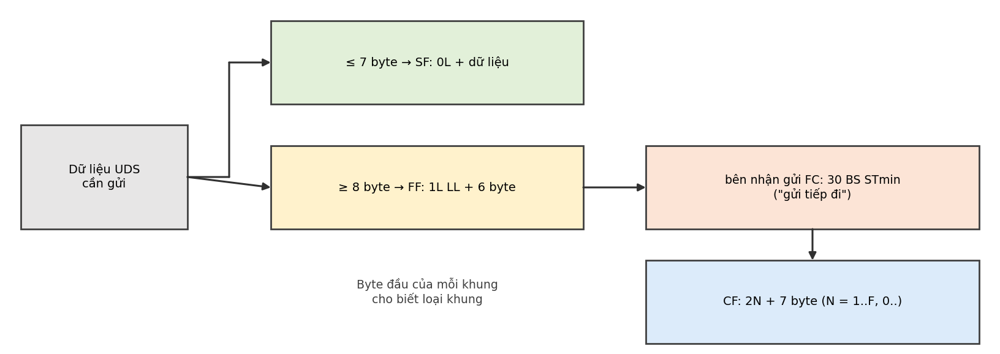 ≤ 7 byte → SF: 0L + dữ liệu
Dữ liệu UDS
cần gửi
≥ 8 byte → FF: 1L LL + 6 byte
bên nhận gửi FC: 30 BS STmin
("gửi tiếp đi")
Byte đầu của mỗi khung
cho biết loại khung
CF: 2N + 7 byte (N = 1..F, 0..)